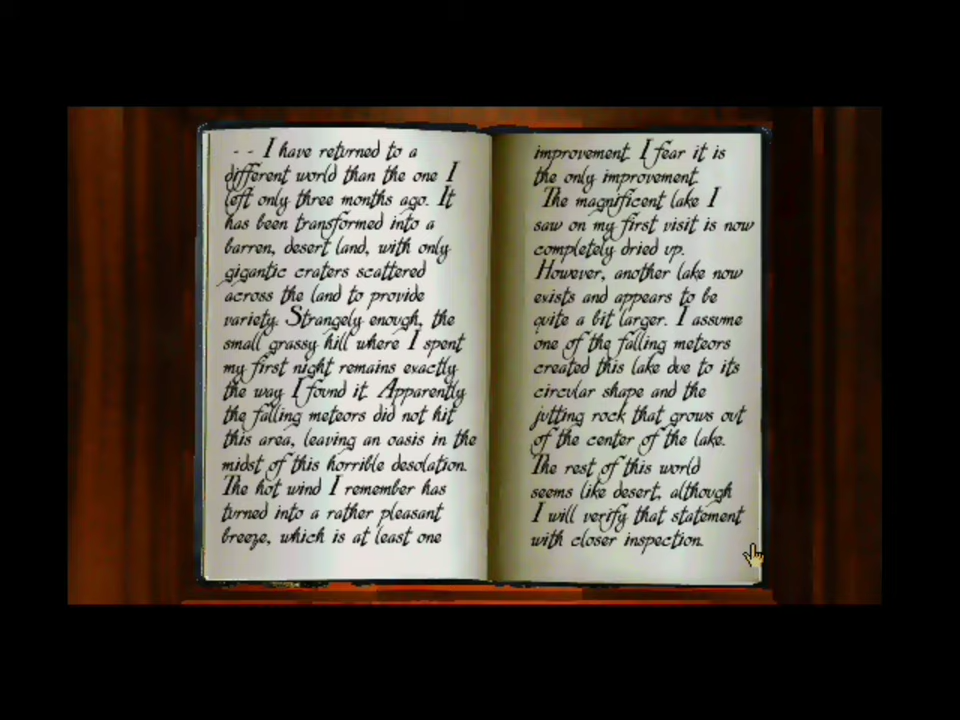 - - I have returned to a
different world than the one I
left only three months ago. It
has been transformed into a
barren, desert land, with only
gigantic craters scattered
across the land to provide
variety. Strangely enough, the
small grassy hill where I spent
my first night remains exactly
the way I found it. Apparently
the falling meteors did not hit
this area, leaving an oasis in the
midst of this horrible desolation.
The hot wind I remember has
turned into a rather pleasant
breeze, which is at least one
improvement. I fear it is
the only improvement.
The magnificent lake I
saw on my first visit is now
completely dried up.
However, another lake now
exists and appears to be
quite a bit larger. I assume
one of the falling meteors
created this lake due to its
circular shape and the
jutting rock that grows out
of the center of the lake.
The rest of this world
seems like desert, although
I will verify that statement
with closer inspection.